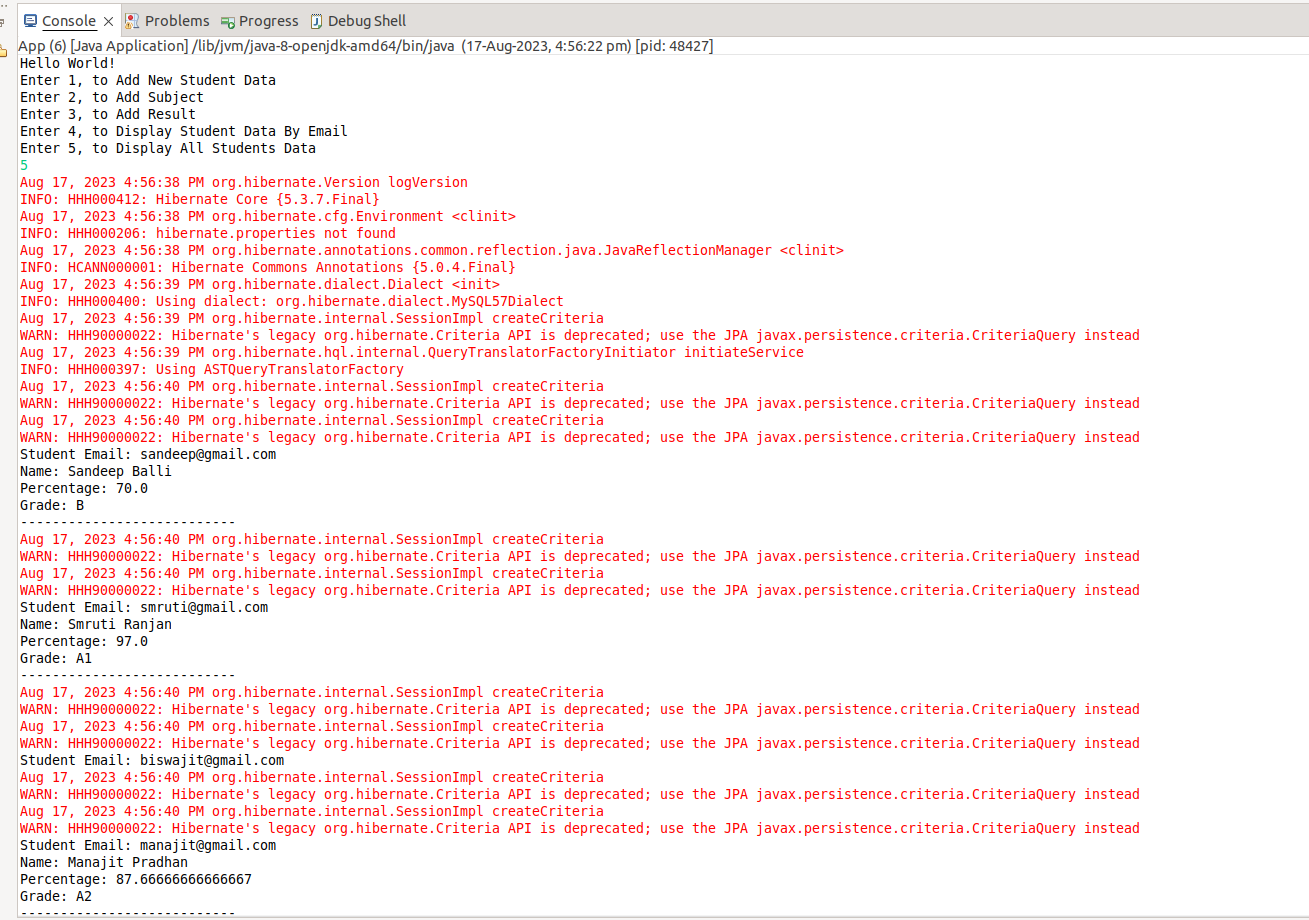 Console Problems Progress Debug Shell
App (6) [Java Application] /lib/jvm/java-8-openjdk-amd64/bin/java (17-Aug-2023, 4:56:22 pm) [pid: 48427]
Hello World!
Enter 1, to Add New Student Data
Enter 2, to Add Subject
Enter 3, to Add Result
Enter 4, to Display Student Data By Email
Enter 5, to Display All Students Data
5
Aug 17, 2023 4:56:38 PM org.hibernate.Version logVersion
INFO: HHH000412: Hibernate Core {5.3.7.Final}
Aug 17, 2023 4:56:38 PM org.hibernate.cfg.Environment <clinit>
INFO: HHH000206: hibernate.properties not found
Aug 17, 2023 4:56:38 PM org.hibernate.annotations.common.reflection.java.JavaReflectionManager <clinit>
INFO: HCANN000001: Hibernate Commons Annotations {5.0.4.Final}
Aug 17, 2023 4:56:39 PM org.hibernate.dialect.Dialect <init>
INFO: HHH000400: Using dialect: org.hibernate.dialect.MySQL57Dialect
Aug 17, 2023 4:56:39 PM org.hibernate.internal.SessionImpl createCriteria
WARN: HHH90000022: Hibernate's legacy org.hibernate.Criteria API is deprecated; use the JPA javax.persistence.criteria.CriteriaQuery instead
Aug 17, 2023 4:56:39 PM org.hibernate.hql.internal.QueryTranslatorFactoryInitiator initiateService
INFO: HHH000397: Using ASTQueryTranslatorFactory
Aug 17, 2023 4:56:40 PM org.hibernate.internal.SessionImpl createCriteria
WARN: HHH90000022: Hibernate's legacy org.hibernate.Criteria API is deprecated; use the JPA javax.persistence.criteria.CriteriaQuery instead
Aug 17, 2023 4:56:40 PM org.hibernate.internal.SessionImpl createCriteria
WARN: HHH90000022: Hibernate's legacy org.hibernate.Criteria API is deprecated; use the JPA javax.persistence.criteria.CriteriaQuery instead
Student Email: sandeep@gmail.com
Name: Sandeep Balli
Percentage: 70.0
Grade: B
---------------------------
Aug 17, 2023 4:56:40 PM org.hibernate.internal.SessionImpl createCriteria
WARN: HHH90000022: Hibernate's legacy org.hibernate.Criteria API is deprecated; use the JPA javax.persistence.criteria.CriteriaQuery instead
Aug 17, 2023 4:56:40 PM org.hibernate.internal.SessionImpl createCriteria
WARN: HHH90000022: Hibernate's legacy org.hibernate.Criteria API is deprecated; use the JPA javax.persistence.criteria.CriteriaQuery instead
Student Email: smruti@gmail.com
Name: Smruti Ranjan
Percentage: 97.0
Grade: A1
---------------------------
Aug 17, 2023 4:56:40 PM org.hibernate.internal.SessionImpl createCriteria
WARN: HHH90000022: Hibernate's legacy org.hibernate.Criteria API is deprecated; use the JPA javax.persistence.criteria.CriteriaQuery instead
Aug 17, 2023 4:56:40 PM org.hibernate.internal.SessionImpl createCriteria
WARN: HHH90000022: Hibernate's legacy org.hibernate.Criteria API is deprecated; use the JPA javax.persistence.criteria.CriteriaQuery instead
Student Email: biswajit@gmail.com
Aug 17, 2023 4:56:40 PM org.hibernate.internal.SessionImpl createCriteria
WARN: HHH90000022: Hibernate's legacy org.hibernate.Criteria API is deprecated; use the JPA javax.persistence.criteria.CriteriaQuery instead
Aug 17, 2023 4:56:40 PM org.hibernate.internal.SessionImpl createCriteria
WARN: HHH90000022: Hibernate's legacy org.hibernate.Criteria API is deprecated; use the JPA javax.persistence.criteria.CriteriaQuery instead
Student Email: manajit@gmail.com
Name: Manajit Pradhan
Percentage: 87.66666666666667
Grade: A2
---------------------------